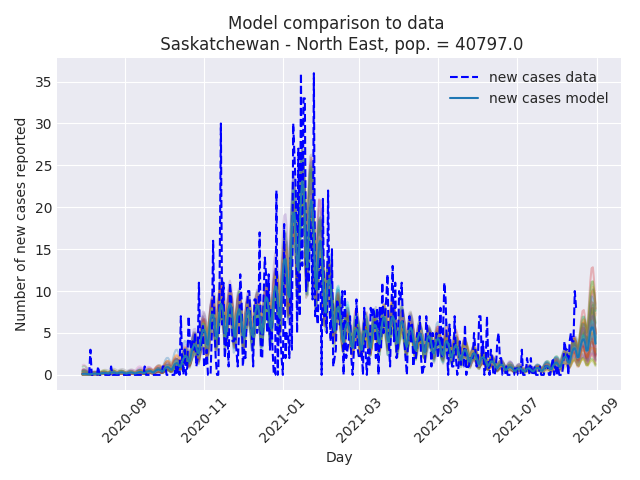 Model comparison to data
Saskatchewan - North East, pop. = 40797.0
new cases data
new cases model
Number of new cases reported
35
30
25
20
15
10
5
0
2020-09
2020-11
2021-01
2021-03
2021-05
2021-07
2021-09
Day